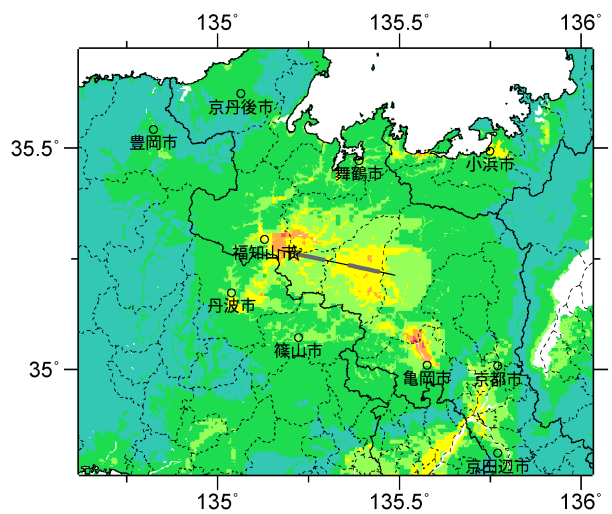 135°
135.5°
136°
京丹後市
豊岡市
35.5°
舞鶴市
小浜市
福知山市
丹波市
篠山市
35°
亀岡市
京都市
京田辺市
135°
135.5°
136°